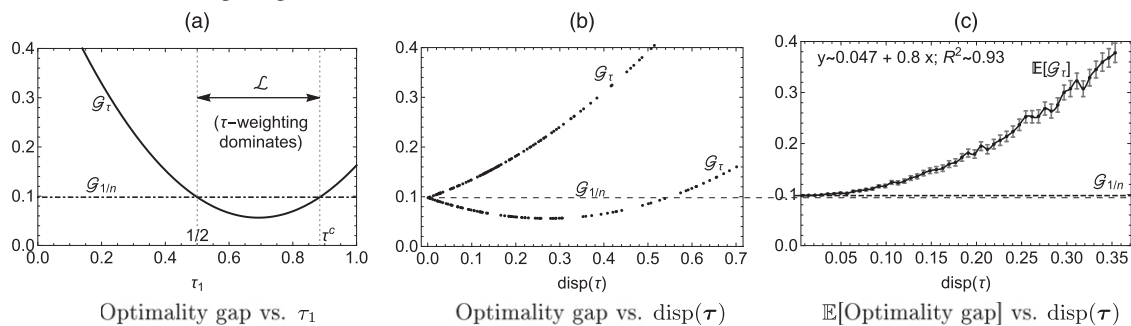 (a)
0.4
0.3
0.2
0.1
0.0
0.0 0.2 0.4 0.6 0.8 1.0
𝒢τ
ℒ
(τ-weighting
dominates)
𝒢1/n
1/2
τᶜ
τ1
Optimality gap vs. τ1
(b)
0.4
0.3
0.2
0.1
0.0
0.0 0.1 0.2 0.3 0.4 0.5 0.6 0.7
𝒢τ
𝒢τ
𝒢1/n
disp(τ)
Optimality gap vs. disp(τ)
(c)
0.4
0.3
0.2
0.1
0.0
0.05 0.10 0.15 0.20 0.25 0.30 0.35
y~0.047 + 0.8 x; R²~0.93
𝔼[𝒢τ]
𝒢1/n
disp(τ)
𝔼[Optimality gap] vs. disp(τ)